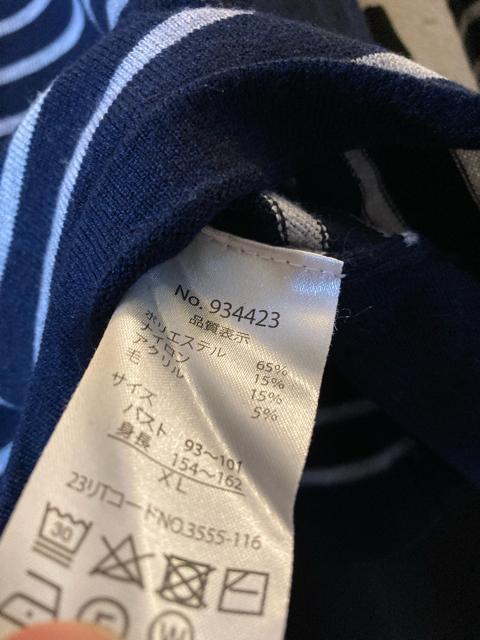 No. 934423
品質表示
ポリエステル 65%
ナイロン 15%
アクリル 15%
毛 5%
サイズ
バスト 93〜101
身長 154〜162
XL
23リTコードNO.3555-116
30
F
W